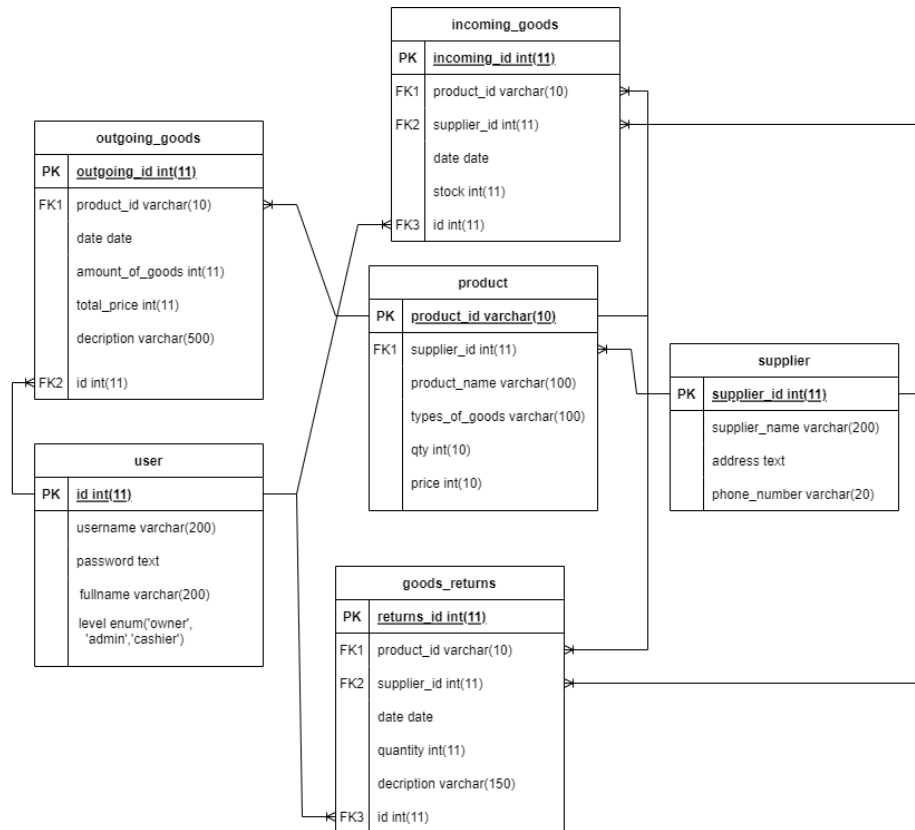 incoming_goods
PK incoming_id int(11)
FK1 product_id varchar(10)
FK2 supplier_id int(11)
date date
stock int(11)
FK3 id int(11)
outgoing_goods
PK outgoing_id int(11)
FK1 product_id varchar(10)
date date
amount_of_goods int(11)
total_price int(11)
decription varchar(500)
FK2 id int(11)
product
PK product_id varchar(10)
FK1 supplier_id int(11)
product_name varchar(100)
types_of_goods varchar(100)
qty int(10)
price int(10)
supplier
PK supplier_id int(11)
supplier_name varchar(200)
address text
phone_number varchar(20)
user
PK id int(11)
username varchar(200)
password text
fullname varchar(200)
level enum('owner',
'admin','cashier')
goods_returns
PK returns_id int(11)
FK1 product_id varchar(10)
FK2 supplier_id int(11)
date date
quantity int(11)
decription varchar(150)
FK3 id int(11)